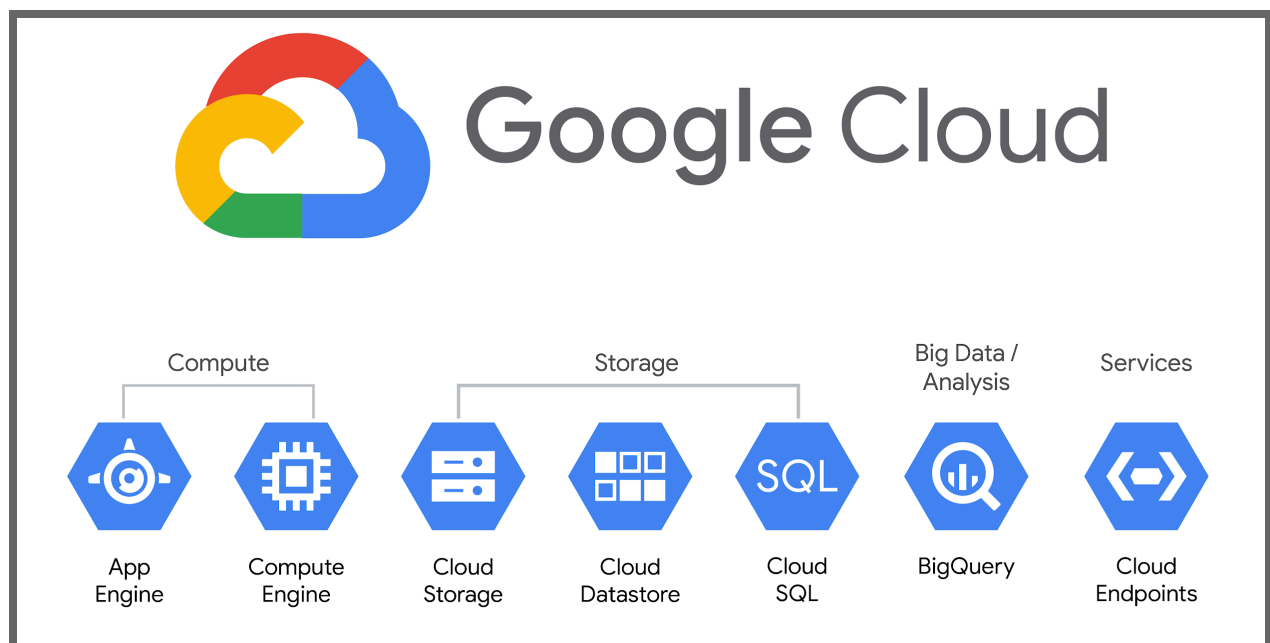 Google Cloud
Compute
Storage
Big Data /
Analysis
Services
SQL
App
Engine
Compute
Engine
Cloud
Storage
Cloud
Datastore
Cloud
SQL
BigQuery
Cloud
Endpoints